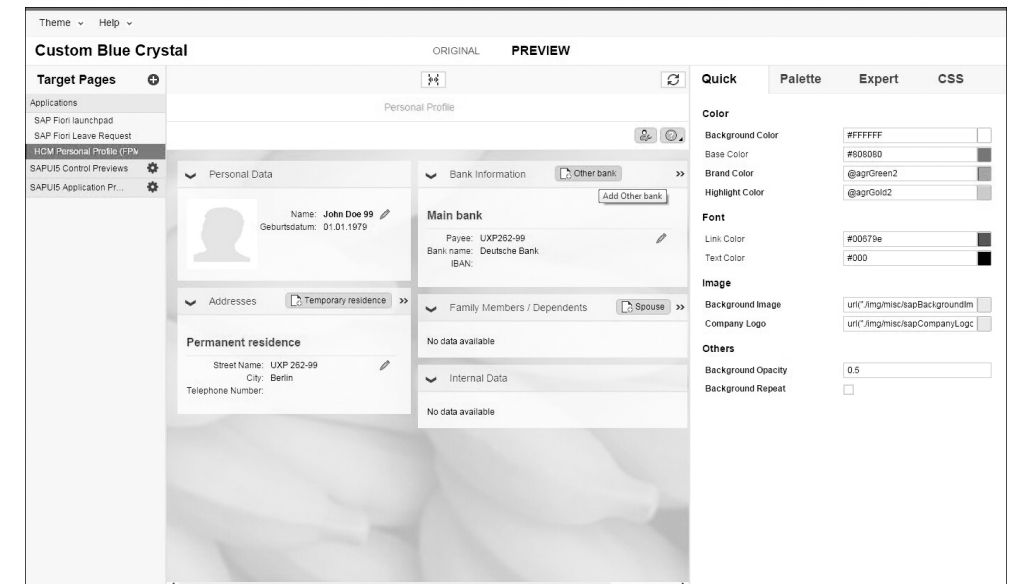 Theme Help
Custom Blue Crystal
ORIGINAL PREVIEW
Target Pages
Applications
SAP Fiori launchpad
SAP Fiori Leave Request
HCM Personal Profile (FPM
SAPUI5 Control Previews
SAPUI5 Application Pr...
Personal Profile
Personal Data
Name: John Doe 99
Geburtsdatum: 01.01.1979
Addresses
Temporary residence
Permanent residence
Street Name: UXP 262-99
City: Berlin
Telephone Number:
Bank Information
Other bank
Add Other bank
Main bank
Payee: UXP262-99
Bank name: Deutsche Bank
IBAN:
Family Members / Dependents
Spouse
No data available
Internal Data
No data available
Quick Palette Expert CSS
Color
Background Color #FFFFFF
Base Color #808080
Brand Color @agrGreen2
Highlight Color @agrGold2
Font
Link Color #00679e
Text Color #000
Image
Background Image url("./img/misc/sapBackgroundIm
Company Logo url("./img/misc/sapCompanyLogo
Others
Background Opacity 0.5
Background Repeat